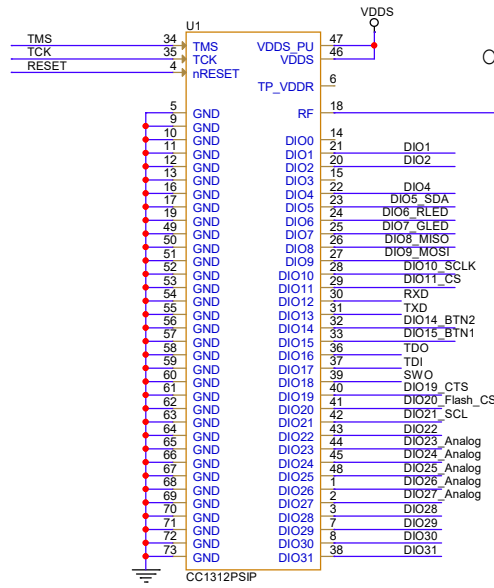 VDDS
U1
TMS 34 TMS VDDS_PU 47
TCK 35 TCK VDDS 46
RESET 4 nRESET
TP_VDDR 6
5 GND RF 18
9 GND
10 GND DIO0 14
11 GND DIO1 21 DIO1
12 GND DIO2 20 DIO2
13 GND DIO3 15
16 GND DIO4 22 DIO4
17 GND DIO5 23 DIO5_SDA
19 GND DIO6 24 DIO6_RLED
49 GND DIO7 25 DIO7_GLED
50 GND DIO8 26 DIO8_MISO
51 GND DIO9 27 DIO9_MOSI
52 GND DIO10 28 DIO10_SCLK
53 GND DIO11 29 DIO11_CS
54 GND DIO12 30 RXD
55 GND DIO13 31 TXD
56 GND DIO14 32 DIO14_BTN2
57 GND DIO15 33 DIO15_BTN1
58 GND DIO16 36 TDO
59 GND DIO17 37 TDI
60 GND DIO18 39 SWO
61 GND DIO19 40 DIO19_CTS
62 GND DIO20 41 DIO20_Flash_CS
63 GND DIO21 42 DIO21_SCL
64 GND DIO22 43 DIO22
65 GND DIO23 44 DIO23_Analog
66 GND DIO24 45 DIO24_Analog
67 GND DIO25 48 DIO25_Analog
68 GND DIO26 1 DIO26_Analog
69 GND DIO27 2 DIO27_Analog
70 GND DIO28 3 DIO28
71 GND DIO29 7 DIO29
72 GND DIO30 8 DIO30
73 GND DIO31 38 DIO31
CC1312PSIP